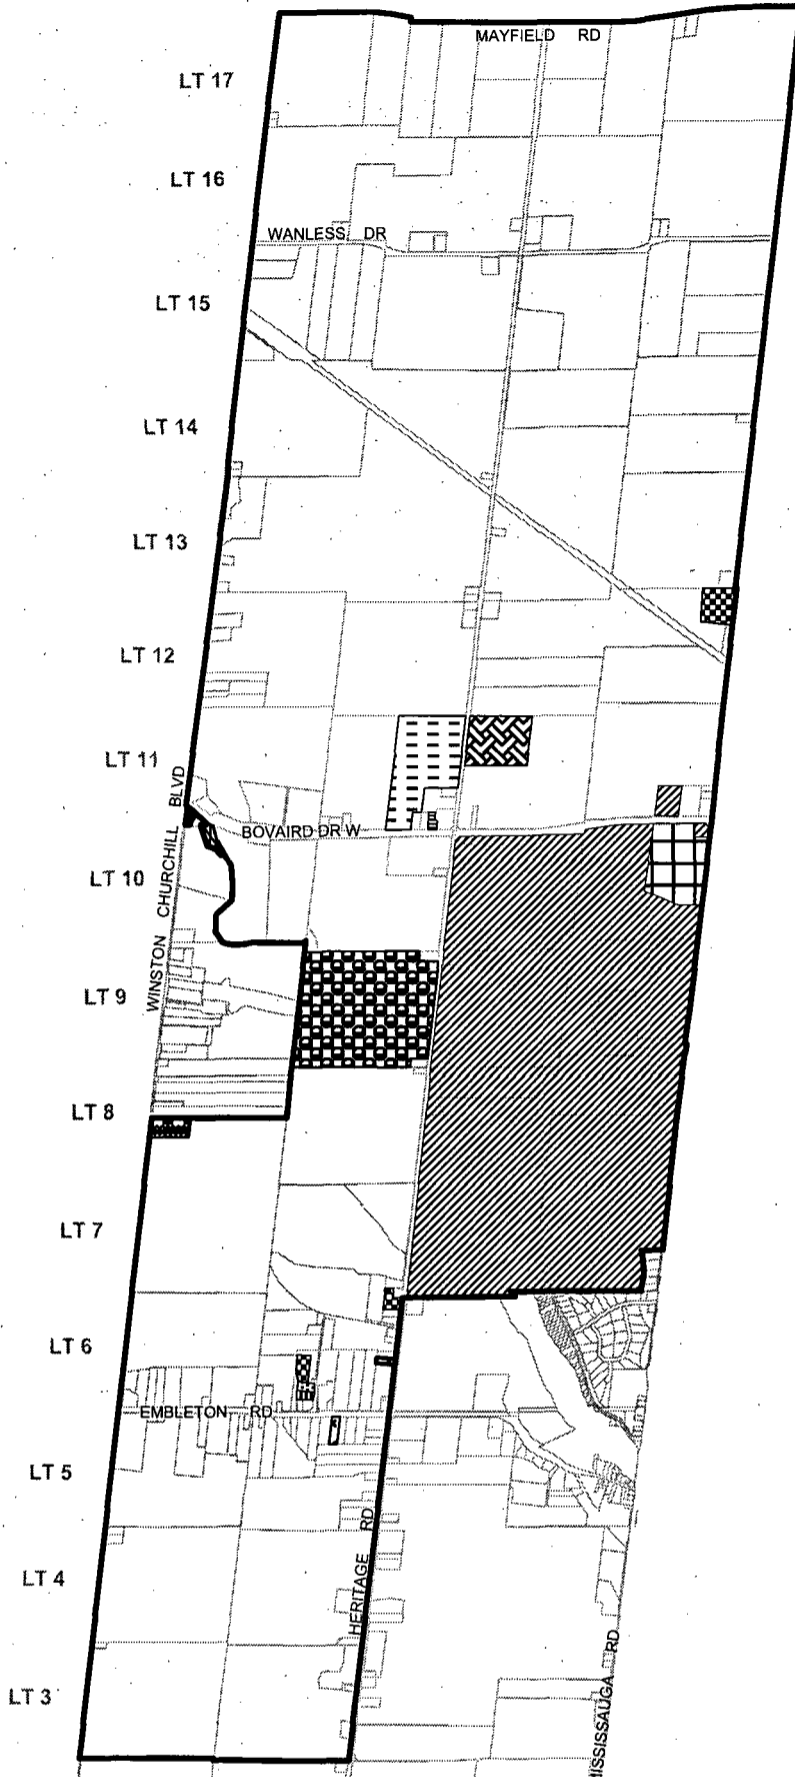 MAYFIELD RD
LT 17
LT 16
WANLESS DR
LT 15
LT 14
LT 13
LT 12
LT 11
WINSTON CHURCHILL BLVD
BOVAIRD DR W
LT 10
LT 9
LT 8
LT 7
LT 6
EMBLETON RD
LT 5
HERITAGE RD
LT 4
MISSISSAUGA RD
LT 3